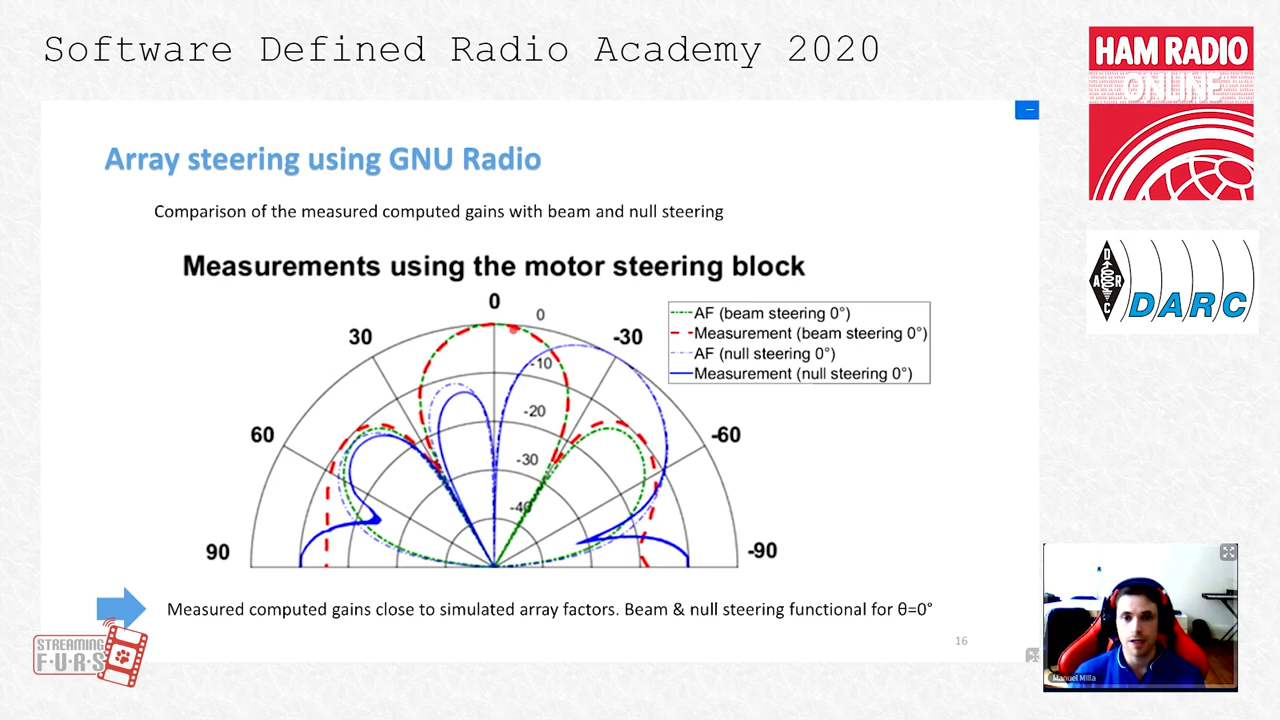 Software Defined Radio Academy 2020
HAM RADIO
ONLINE
Array steering using GNU Radio
Comparison of the measured computed gains with beam and null steering
Measurements using the motor steering block
0
0
30
-30
-10
60
-60
-20
-30
-40
90
-90
AF (beam steering 0°)
Measurement (beam steering 0°)
AF (null steering 0°)
Measurement (null steering 0°)
D
A R
C
DARC
Measured computed gains close to simulated array factors. Beam & null steering functional for θ=0°
16
STREAMING
F·U·R·S
Manuel Milla